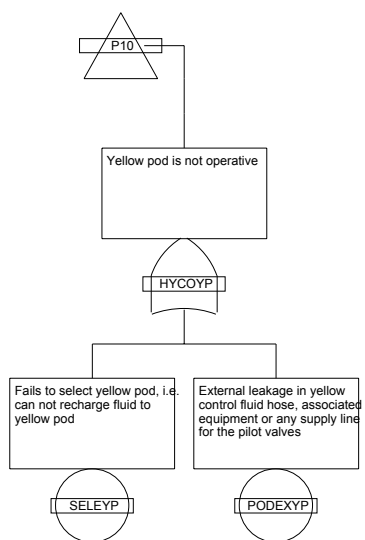 P10
Yellow pod is not operative
HYCOYP
Fails to select yellow pod, i.e.
can not recharge fluid to
yellow pod
External leakage in yellow
control fluid hose, associated
equipment or any supply line
for the pilot valves
SELEYP
PODEXYP